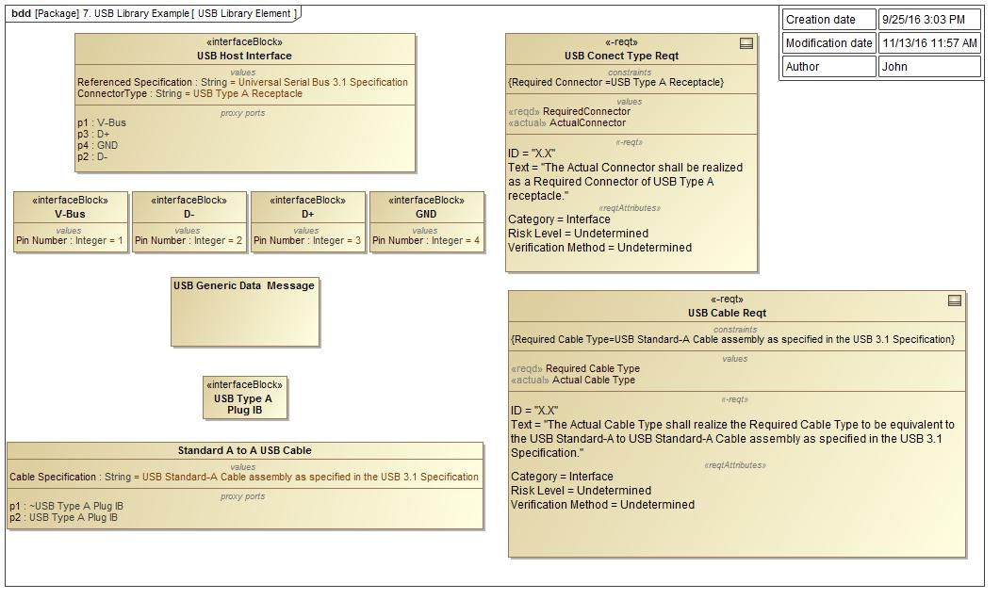 bdd [Package] 7. USB Library Example [ USB Library Element ]
Creation date 9/25/16 3:03 PM
Modification date 11/13/16 11:57 AM
Author John
«interfaceBlock»
USB Host Interface
values
Referenced Specification : String = Universal Serial Bus 3.1 Specification
ConnectorType : String = USB Type A Receptacle
proxy ports
p1 : V-Bus
p3 : D+
p4 : GND
p2 : D-
«interfaceBlock»
V-Bus
values
Pin Number : Integer = 1
«interfaceBlock»
D-
values
Pin Number : Integer = 2
«interfaceBlock»
D+
values
Pin Number : Integer = 3
«interfaceBlock»
GND
values
Pin Number : Integer = 4
USB Generic Data Message
«interfaceBlock»
USB Type A
Plug IB
Standard A to A USB Cable
values
Cable Specification : String = USB Standard-A Cable assembly as specified in the USB 3.1 Specification
proxy ports
p1 : ~USB Type A Plug IB
p2 : USB Type A Plug IB
«-reqt»
USB Conect Type Reqt
constraints
{Required Connector =USB Type A Receptacle}
values
«reqd» RequiredConnector
«actual» ActualConnector
«-reqt»
ID = "X.X"
Text = "The Actual Connector shall be realized
as a Required Connector of USB Type A
receptacle."
«reqtAttributes»
Category = Interface
Risk Level = Undetermined
Verification Method = Undetermined
«-reqt»
USB Cable Reqt
constraints
{Required Cable Type=USB Standard-A Cable assembly as specified in the USB 3.1 Specification}
values
«reqd» Required Cable Type
«actual» Actual Cable Type
«-reqt»
ID = "X.X"
Text = "The Actual Cable Type shall realize the Required Cable Type to be equivalent to
the USB Standard-A to USB Standard-A Cable assembly as specified in the USB 3.1
Specification."
«reqtAttributes»
Category = Interface
Risk Level = Undetermined
Verification Method = Undetermined